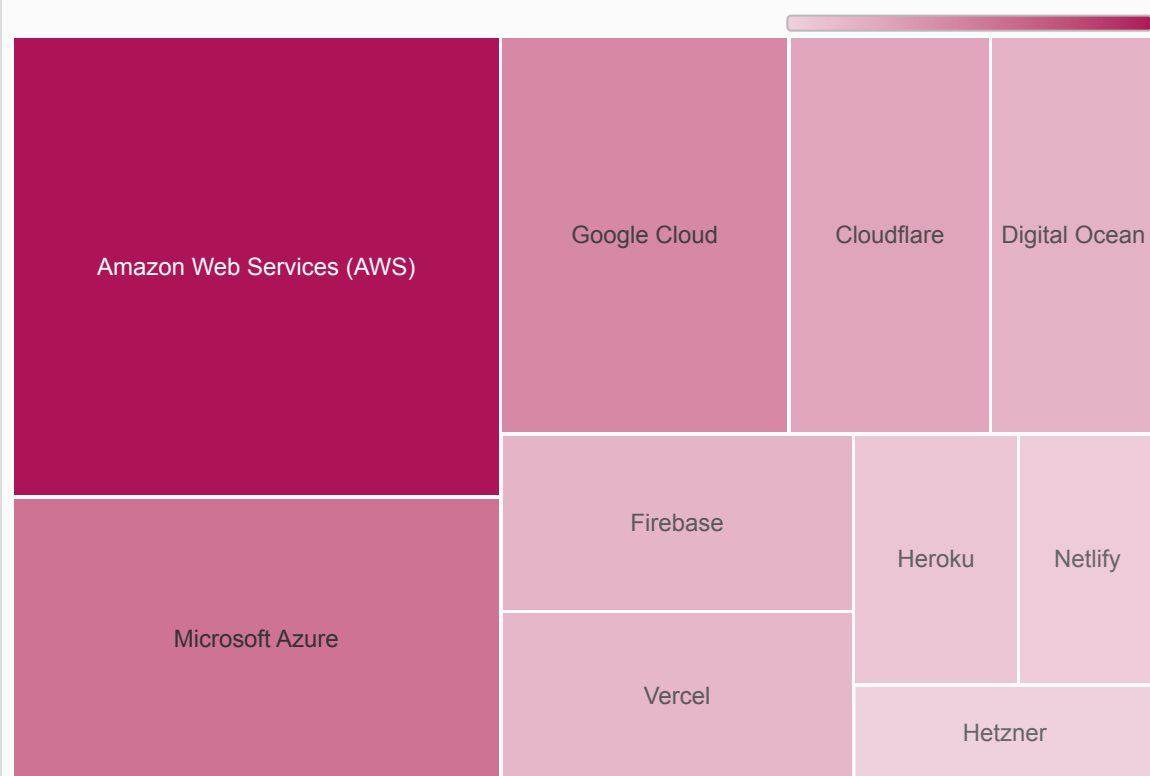 Amazon Web Services (AWS)
Google Cloud
Cloudflare
Digital Ocean
Microsoft Azure
Firebase
Heroku
Netlify
Vercel
Hetzner